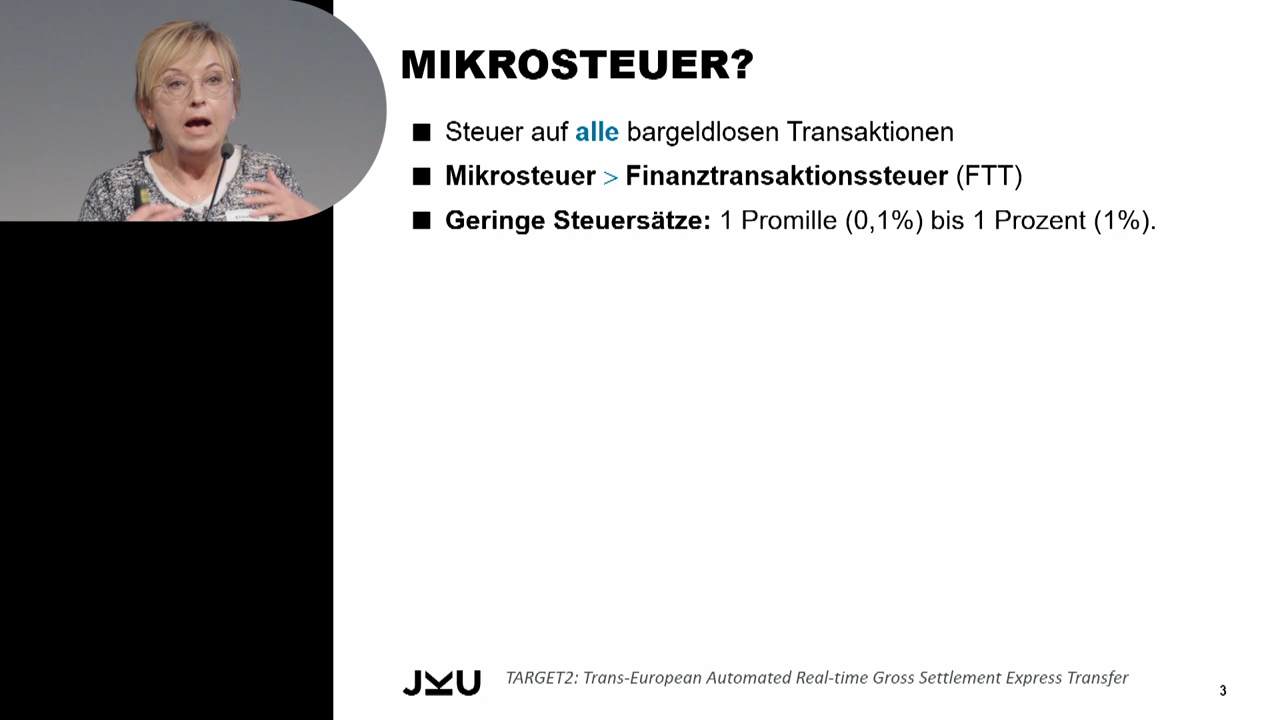 MIKROSTEUER?
■ Steuer auf alle bargeldlosen Transaktionen
■ Mikrosteuer > Finanztransaktionssteuer (FTT)
■ Geringe Steuersätze: 1 Promille (0,1%) bis 1 Prozent (1%).
JKU
TARGET2: Trans-European Automated Real-time Gross Settlement Express Transfer
3